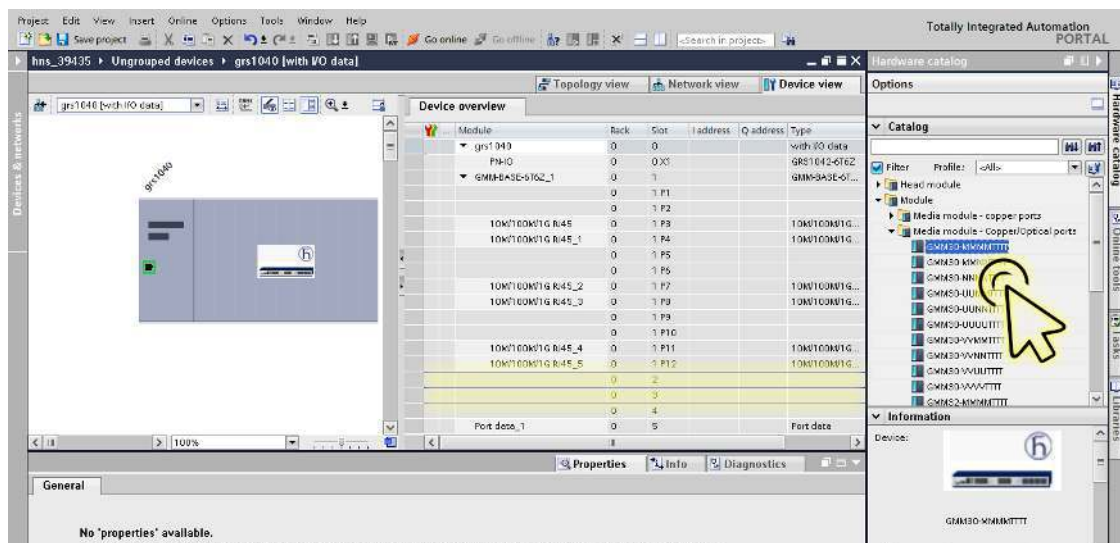 Project Edit View Insert Online Options Tools Window Help
Totally Integrated Automation
PORTAL
Save project Go online Go offline <Search in project>
hns_39435 ▸ Ungrouped devices ▸ grs1040 [with I/O data]
Hardware catalog
Topology view Network view Device view
Options
grs1040 [with I/O data]
Device overview
Module Rack Slot I address Q address Type
grs1040 0 0 with I/O data
PN-IO 0 0 X1 GRS1042-6T6Z
GMM-BASE-6T6Z_1 0 1 GMM-BASE-6T...
0 1 P1
0 1 P2
10M/100M/1G RJ45 0 1 P3 10M/100M/1G...
10M/100M/1G RJ45_1 0 1 P4 10M/100M/1G...
0 1 P5
0 1 P6
10M/100M/1G RJ45_2 0 1 P7 10M/100M/1G...
10M/100M/1G RJ45_3 0 1 P8 10M/100M/1G...
0 1 P9
0 1 P10
10M/100M/1G RJ45_4 0 1 P11 10M/100M/1G...
10M/100M/1G RJ45_5 0 1 P12 10M/100M/1G...
0 2
0 3
0 4
Port data_1 0 5 Port data
grs1040
h
100%
Catalog
Filter Profile: <All>
Head module
Module
Media module - copper ports
Media module - Copper/Optical ports
GMM30-MMMMTTTT
GMM30-UUUUTTTT
GMM30-VVMMTTTT
GMM30-VVNNTTTT
GMM30-VVUUTTTT
GMM30-VVVVTTTT
GMM32-MMMMTTTT
Information
Device:
h
GMM30-MMMMTTTT
Properties Info Diagnostics
General
No 'properties' available.
Devices & networks
Hardware catalog
Online tools
Tasks
Libraries